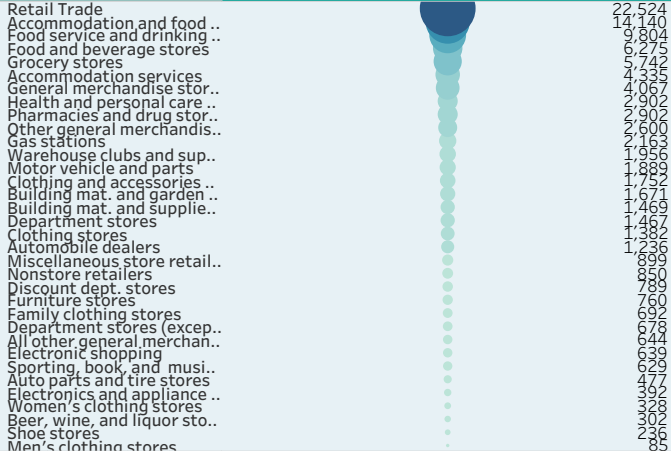 Retail Trade 22,524
Accommodation and food .. 14,140
Food service and drinking .. 9,804
Food and beverage stores 6,275
Grocery stores 5,742
Accommodation services 4,335
General merchandise stor.. 4,067
Health and personal care .. 2,902
Pharmacies and drug stor.. 2,902
Other general merchandis.. 2,600
Gas stations 2,163
Warehouse clubs and sup.. 1,956
Motor vehicle and parts 1,889
Clothing and accessories .. 1,752
Building mat. and garden .. 1,671
Building mat. and supplie.. 1,469
Department stores 1,467
Clothing stores 1,382
Automobile dealers 1,236
Miscellaneous store retail.. 899
Nonstore retailers 850
Discount dept. stores 789
Furniture stores 760
Family clothing stores 692
Department stores (excep.. 678
All other general merchan.. 644
Electronic shopping 639
Sporting, book, and musi.. 629
Auto parts and tire stores 477
Electronics and appliance .. 392
Women's clothing stores 328
Beer, wine, and liquor sto.. 302
Shoe stores 236
Men's clothing stores 85